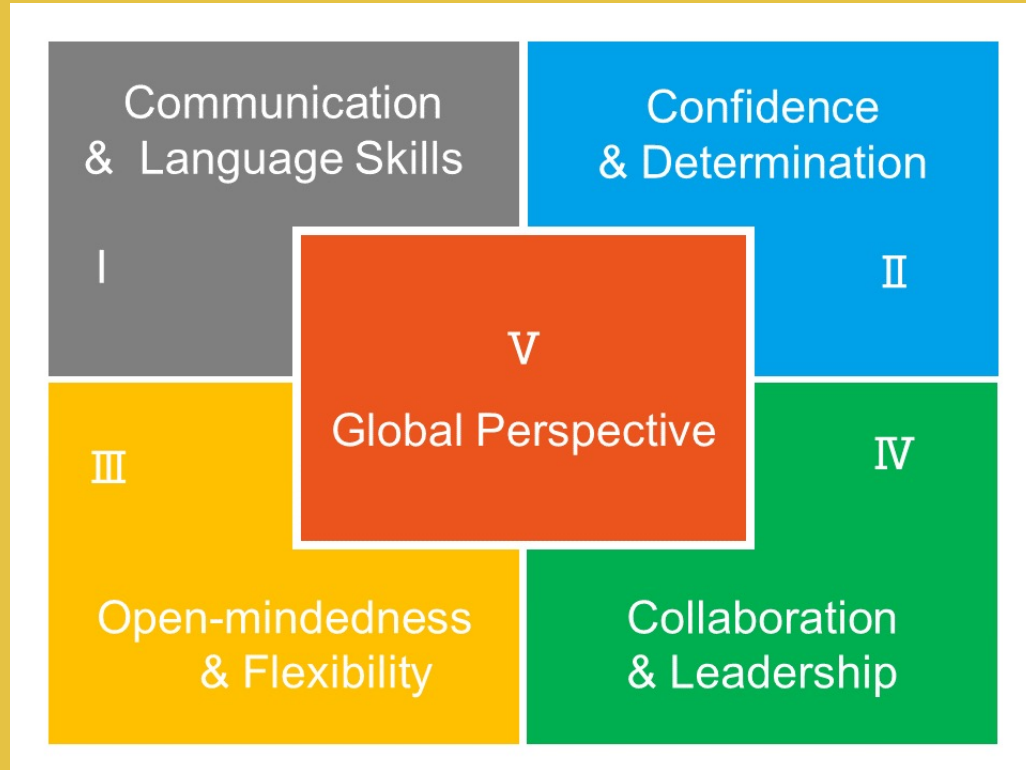 Communication
& Language Skills
Ⅰ
Confidence
& Determination
Ⅱ
Ⅴ
Global Perspective
Ⅲ
Open-mindedness
& Flexibility
Ⅳ
Collaboration
& Leadership